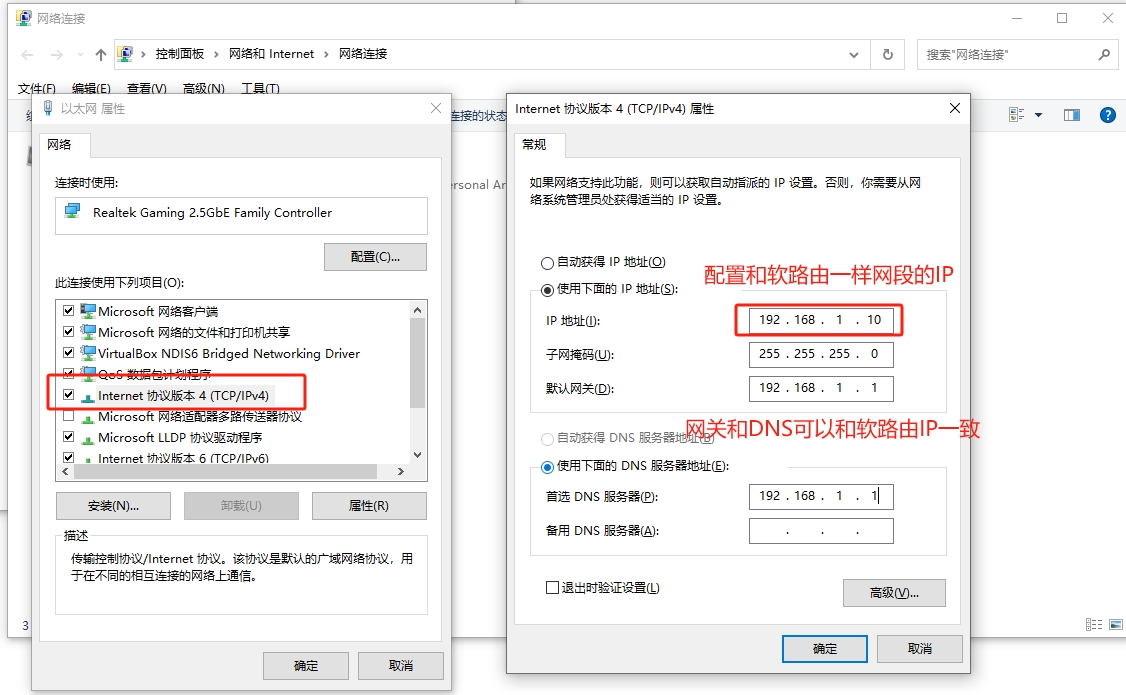 网络连接
控制面板 › 网络和 Internet › 网络连接
搜索"网络连接"
文件(F) 编辑(E) 查看(V) 高级(N) 工具(T)
连接的状态
ersonal Ar
3
以太网 属性
网络
连接时使用:
Realtek Gaming 2.5GbE Family Controller
配置(C)...
此连接使用下列项目(O):
Microsoft 网络客户端
Microsoft 网络的文件和打印机共享
VirtualBox NDIS6 Bridged Networking Driver
QoS 数据包计划程序
Internet 协议版本 4 (TCP/IPv4)
Microsoft 网络适配器多路传送器协议
Microsoft LLDP 协议驱动程序
Internet 协议版本 6 (TCP/IPv6)
安装(N)... 卸载(U) 属性(R)
描述
传输控制协议/Internet 协议。该协议是默认的广域网络协议，用
于在不同的相互连接的网络上通信。
确定 取消
Internet 协议版本 4 (TCP/IPv4) 属性
常规
如果网络支持此功能，则可以获取自动指派的 IP 设置。否则，你需要从网
络系统管理员处获得适当的 IP 设置。
自动获得 IP 地址(O)
配置和软路由一样网段的IP
使用下面的 IP 地址(S):
IP 地址(I): 192 . 168 . 1 . 10
子网掩码(U): 255 . 255 . 255 . 0
默认网关(D): 192 . 168 . 1 . 1
网关和DNS可以和软路由IP一致
自动获得 DNS 服务器地址(B)
使用下面的 DNS 服务器地址(E):
首选 DNS 服务器(P): 192 . 168 . 1 . 1
备用 DNS 服务器(A): . . .
退出时验证设置(L)
高级(V)...
确定 取消